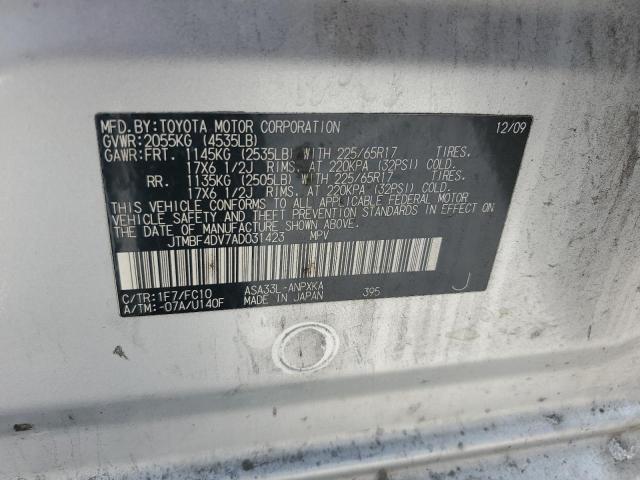 MFD.BY:TOYOTA MOTOR CORPORATION 12/09
GVWR:2055KG (4535LB)
GAWR:FRT. 1145KG (2535LB) WITH 225/65R17 TIRES.
17X6 1/2J RIMS. AT 220KPA (32PSI) COLD.
RR. 1135KG (2505LB) WITH 225/65R17 TIRES.
17X6 1/2J RIMS. AT 220KPA (32PSI) COLD.
THIS VEHICLE CONFORMS TO ALL APPLICABLE FEDERAL MOTOR
VEHICLE SAFETY AND THEFT PREVENTION STANDARDS IN EFFECT ON
THE DATE OF MANUFACTURE SHOWN ABOVE.
JTMBF4DV7AD031423 MPV
C/TR:1F7/FC10 ASA33L-ANPXKA
A/TM:-07A/U140F MADE IN JAPAN 395 J